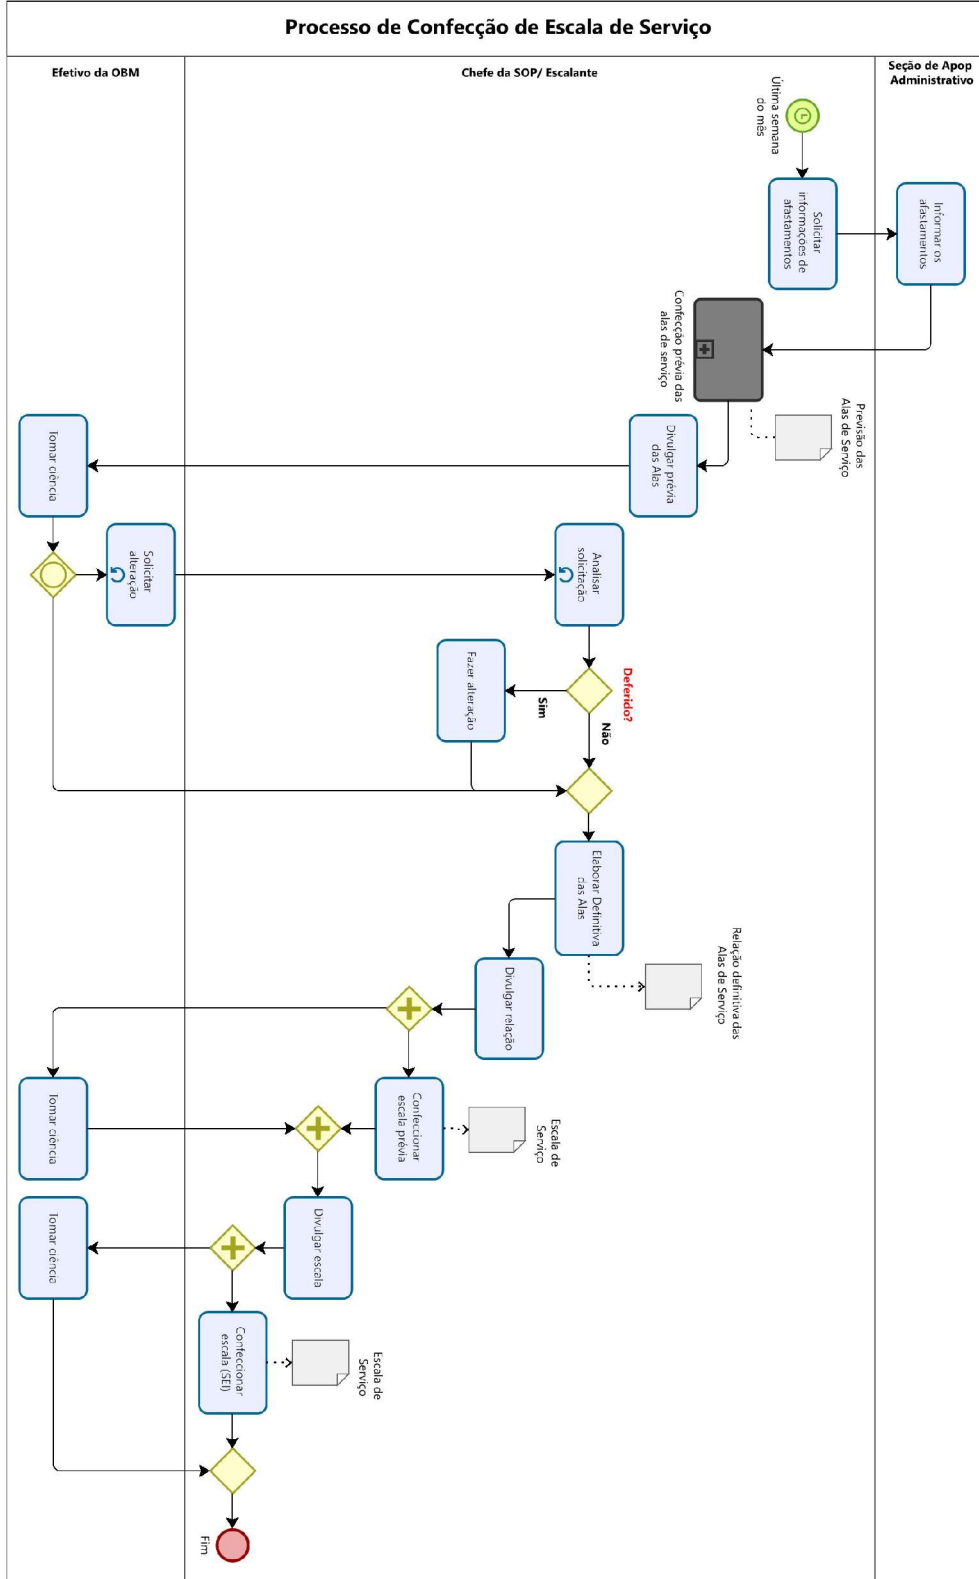 Processo de Confecção de Escala de Serviço
Efetivo da OBM
Chefe da SOP/ Escalante
Seção de Apop
Administrativo
Última semana
do mês
Solicitar
informações de
afastamentos
Informar os
afastamentos
Confecção prévia das
alas de serviço
Previsão das
Alas de Serviço
Divulgar prévia
das Alas
Tomar ciência
Solicitar
alteração
Analisar
solicitação
Deferido?
Sim
Não
Fazer alteração
Elaborar Definitiva
das Alas
Relação definitiva das
Alas de Serviço
Divulgar relação
Tomar ciência
Confeccionar
escala prévia
Escala de
Serviço
Divulgar escala
Tomar ciência
Confeccionar
escala (SEI)
Escala de
Serviço
Fim